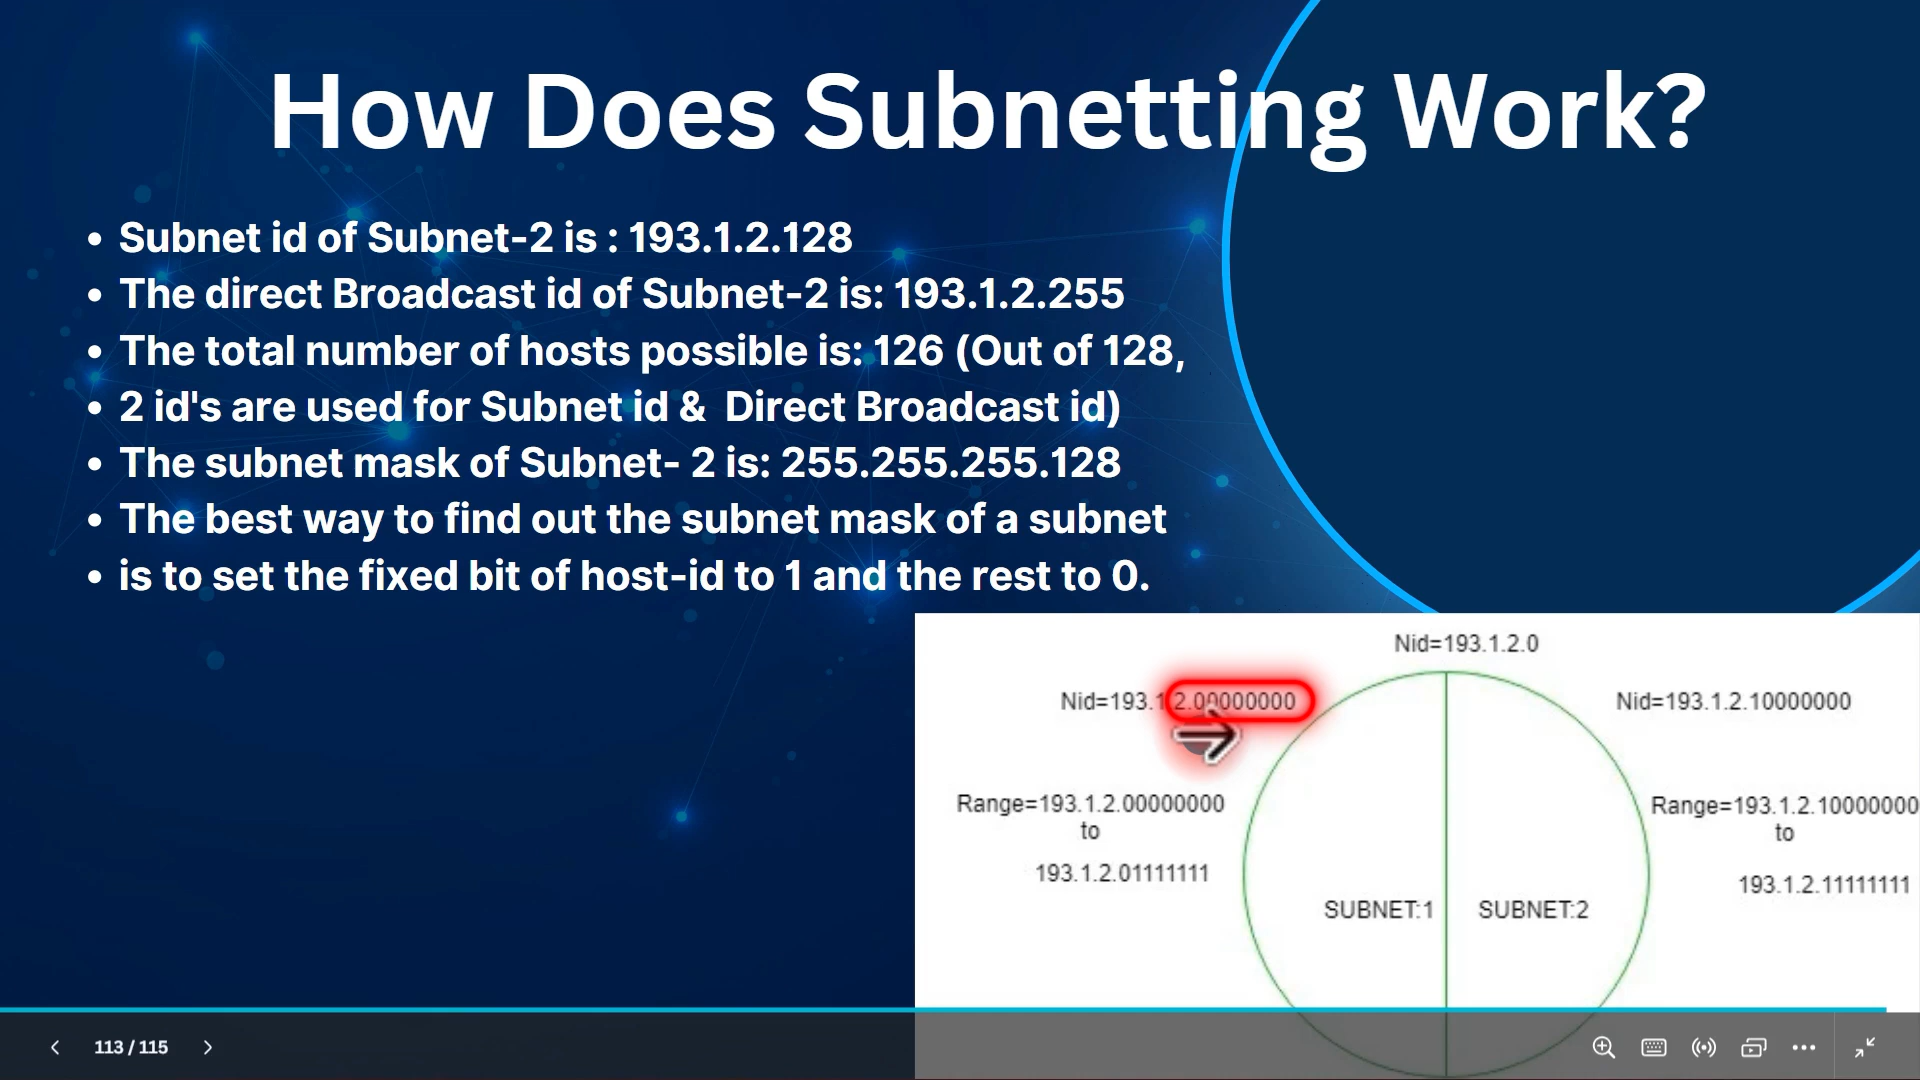 How Does Subnetting Work?
• Subnet id of Subnet-2 is : 193.1.2.128
• The direct Broadcast id of Subnet-2 is: 193.1.2.255
• The total number of hosts possible is: 126 (Out of 128,
• 2 id's are used for Subnet id & Direct Broadcast id)
• The subnet mask of Subnet- 2 is: 255.255.255.128
• The best way to find out the subnet mask of a subnet
• is to set the fixed bit of host-id to 1 and the rest to 0.
Nid=193.1.2.0
Nid=193.1.2.00000000
Nid=193.1.2.10000000
Range=193.1.2.00000000
to
193.1.2.01111111
Range=193.1.2.10000000
to
193.1.2.11111111
SUBNET:1
SUBNET:2
113 / 115